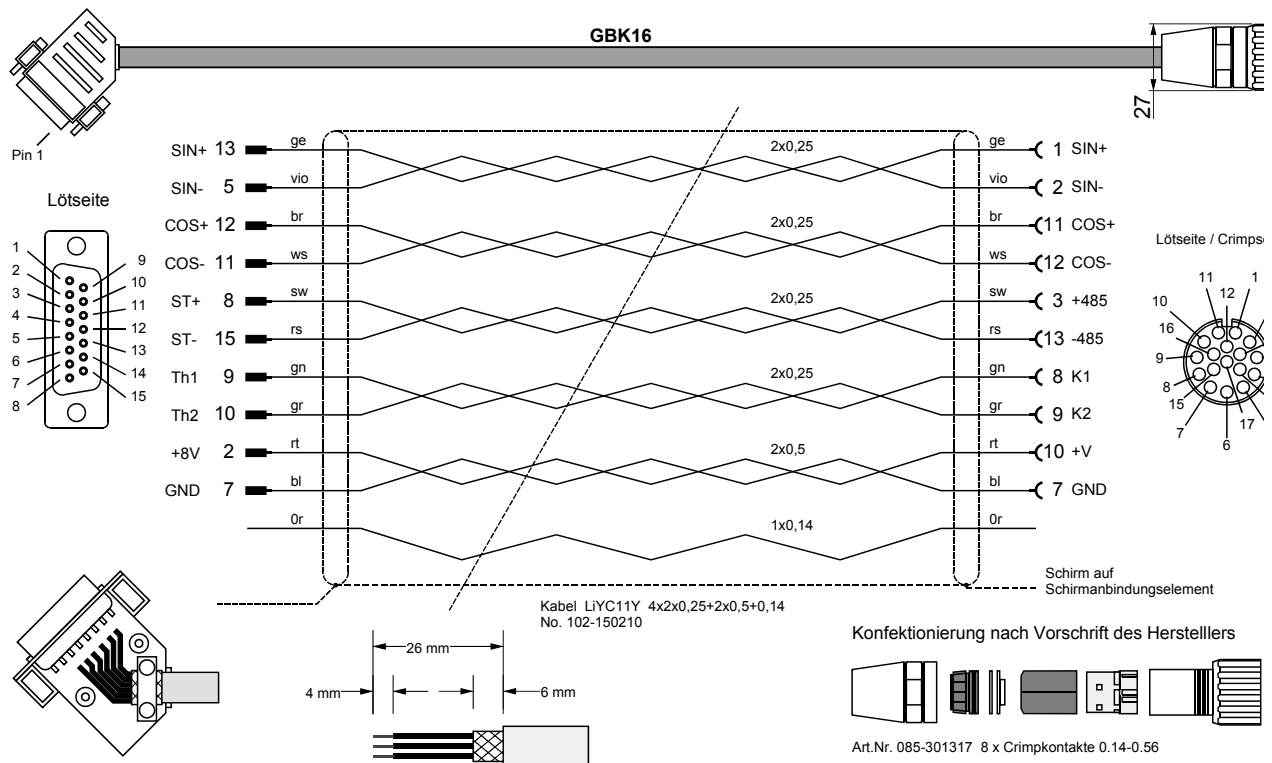 GBK16
27
Pin 1
Lötseite
1
2
3
4
5
6
7
8
9
10
11
12
13
14
15
SIN+ 13 ge 2x0,25 ge 1 SIN+
SIN- 5 vio vio 2 SIN-
COS+ 12 br 2x0,25 br 11 COS+
COS- 11 ws ws 12 COS-
ST+ 8 sw 2x0,25 sw 3 +485
ST- 15 rs rs 13 -485
Th1 9 gn 2x0,25 gn 8 K1
Th2 10 gr gr 9 K2
+8V 2 rt 2x0,5 rt 10 +V
GND 7 bl bl 7 GND
0r 1x0,14 0r
Lötseite /
11 12 1
10
16
9
8
15
7
6
17
Schirm auf
Schirmanbindungselement
Kabel LiYC11Y 4x2x0,25+2x0,5+0,14
No. 102-150210
26 mm
4 mm
6 mm
Konfektionierung nach Vorschrift des Herstelllers
Art.Nr. 085-301317 8 x Crimpkontakte 0.14-0.56